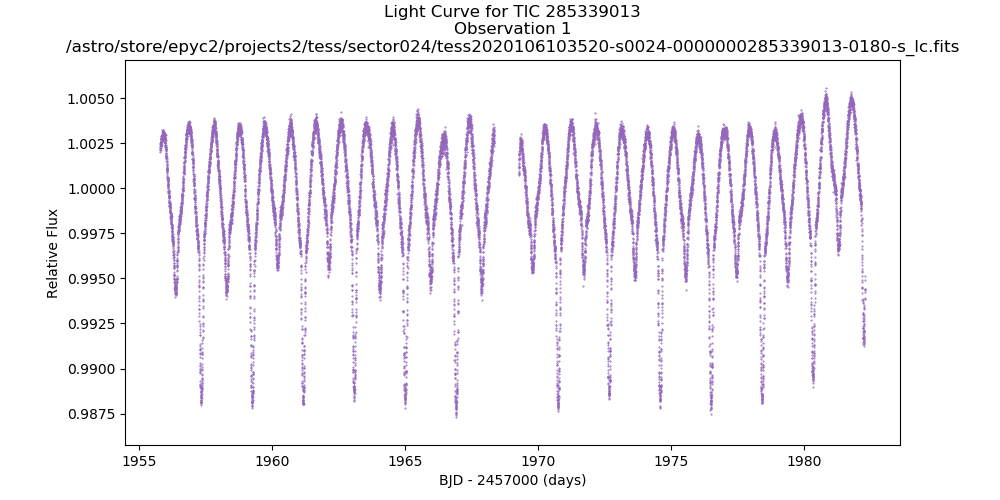 Light Curve for TIC 285339013
Observation 1
/astro/store/epyc2/projects2/tess/sector024/tess2020106103520-s0024-0000000285339013-0180-s_lc.fits
1.0050
1.0025
1.0000
0.9975
0.9950
0.9925
0.9900
0.9875
Relative Flux
1955
1960
1965
1970
1975
1980
BJD - 2457000 (days)